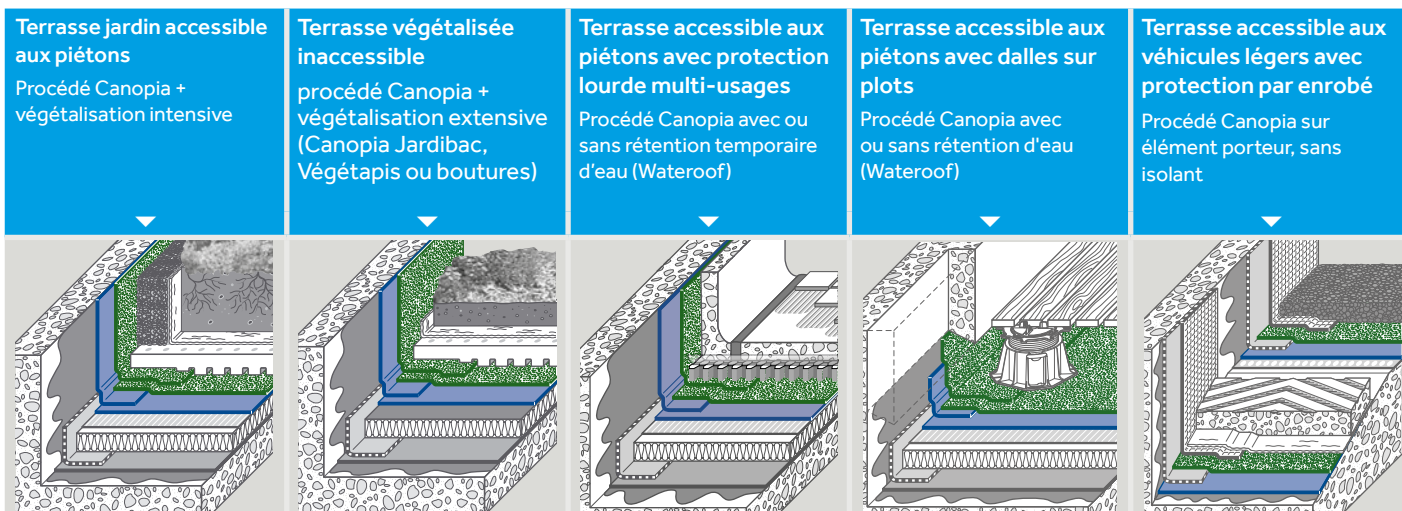 Terrasse jardin accessible
aux piétons
Procédé Canopia +
végétalisation intensive
Terrasse végétalisée
inaccessible
procédé Canopia +
végétalisation extensive
(Canopia Jardibac,
Végétapis ou boutures)
Terrasse accessible aux
piétons avec protection
lourde multi-usages
Procédé Canopia avec ou
sans rétention temporaire
d’eau (Wateroof)
Terrasse accessible aux
piétons avec dalles sur
plots
Procédé Canopia avec
ou sans rétention d'eau
(Wateroof)
Terrasse accessible aux
véhicules légers avec
protection par enrobé
Procédé Canopia sur
élément porteur, sans
isolant